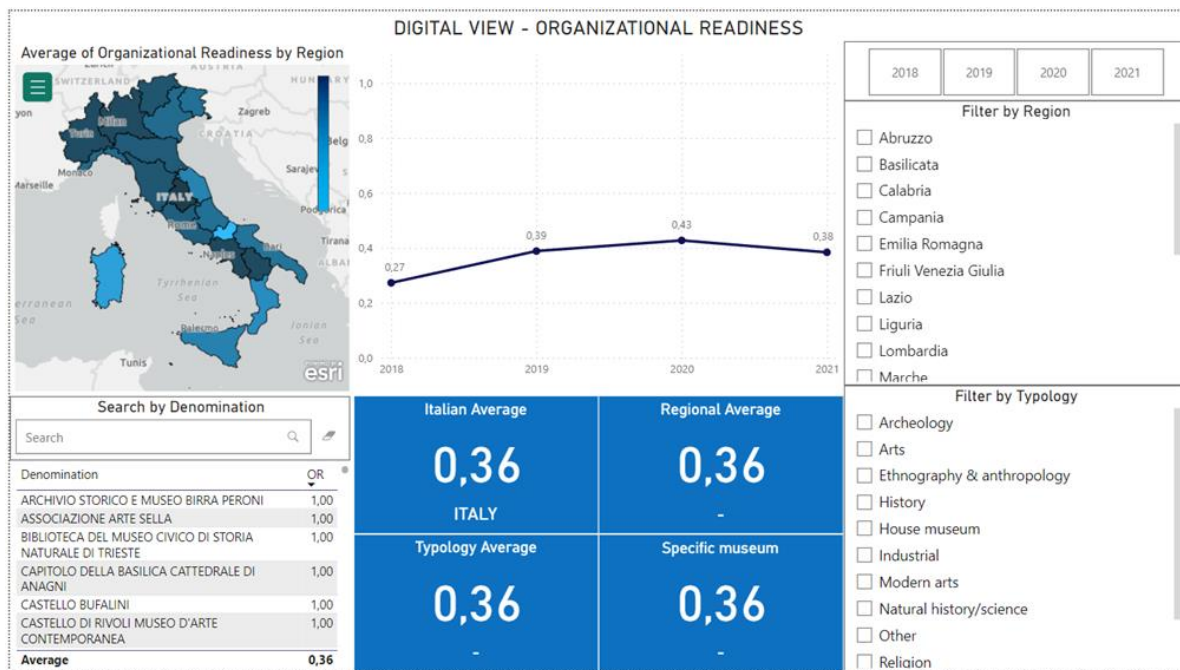 DIGITAL VIEW - ORGANIZATIONAL READINESS
Average of Organizational Readiness by Region
SWITZERLAND
AUSTRIA
Zagreb
CROATIA
Milan
Turin
Monaco
Marseille
ITALY
Rome
Naples
Bari
Tirana
Tyrrhenian
Sea
Ionian
Sea
Palermo
Tunis
esri
1,0
0,8
0,6
0,4
0,2
0,0
0,27
0,39
0,43
0,38
2018
2019
2020
2021
2018
2019
2020
2021
Filter by Region
Abruzzo
Basilicata
Calabria
Campania
Emilia Romagna
Friuli Venezia Giulia
Lazio
Liguria
Lombardia
Marche
Search by Denomination
Search
Denomination OR
ARCHIVIO STORICO E MUSEO BIRRA PERONI 1,00
ASSOCIAZIONE ARTE SELLA 1,00
BIBLIOTECA DEL MUSEO CIVICO DI STORIA 1,00
NATURALE DI TRIESTE
CAPITOLO DELLA BASILICA CATTEDRALE DI 1,00
ANAGNI
CASTELLO BUFALINI 1,00
CASTELLO DI RIVOLI MUSEO D'ARTE 1,00
CONTEMPORANEA
Average 0,36
Italian Average
0,36
ITALY
Regional Average
0,36
-
Typology Average
0,36
-
Specific museum
0,36
-
Filter by Typology
Archeology
Arts
Ethnography & anthropology
History
House museum
Industrial
Modern arts
Natural history/science
Other
Religion